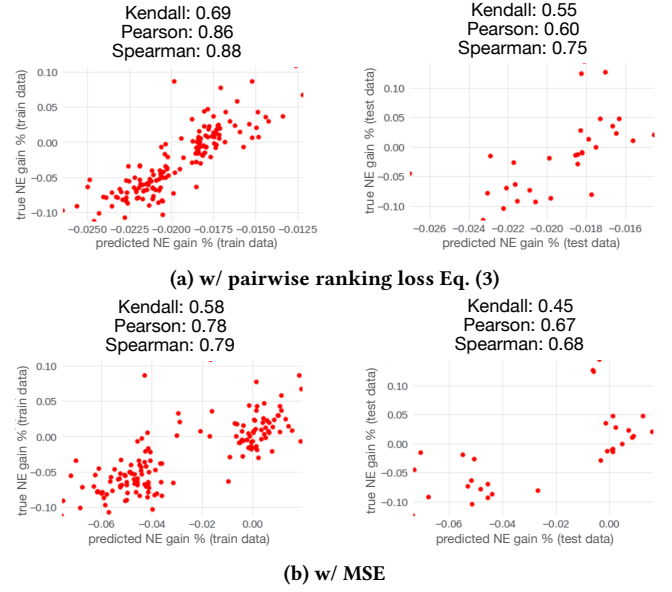 Kendall: 0.69
Pearson: 0.86
Spearman: 0.88
0.10
0.05
0.00
−0.05
−0.10
true NE gain % (train data)
−0.0250 −0.0225 −0.0200 −0.0175 −0.0150 −0.0125
predicted NE gain % (train data)
Kendall: 0.55
Pearson: 0.60
Spearman: 0.75
0.10
0.05
0.00
−0.05
−0.10
true NE gain % (test data)
−0.026 −0.024 −0.022 −0.020 −0.018 −0.016
predicted NE gain % (test data)
(a) w/ pairwise ranking loss Eq. (3)
Kendall: 0.58
Pearson: 0.78
Spearman: 0.79
0.10
0.05
0.00
−0.05
−0.10
true NE gain % (train data)
−0.06 −0.04 −0.02 0.00
predicted NE gain % (train data)
Kendall: 0.45
Pearson: 0.67
Spearman: 0.68
0.10
0.05
0.00
−0.05
−0.10
true NE gain % (test data)
−0.06 −0.04 −0.02 0.00
predicted NE gain % (test data)
(b) w/ MSE